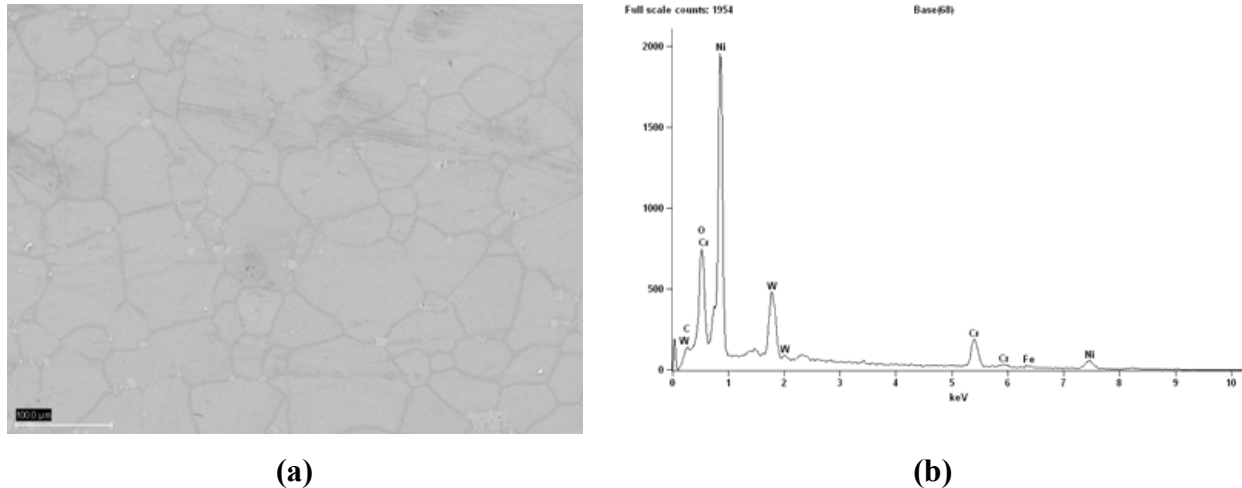 Full scale counts: 1954
Base(68)
2000
1500
1000
500
0
Ni
O
Cr
C
W
W
W
Cr
Cr
Fe
Ni
0 1 2 3 4 5 6 7 8 9 10
keV
100.0 µm
(a)
(b)